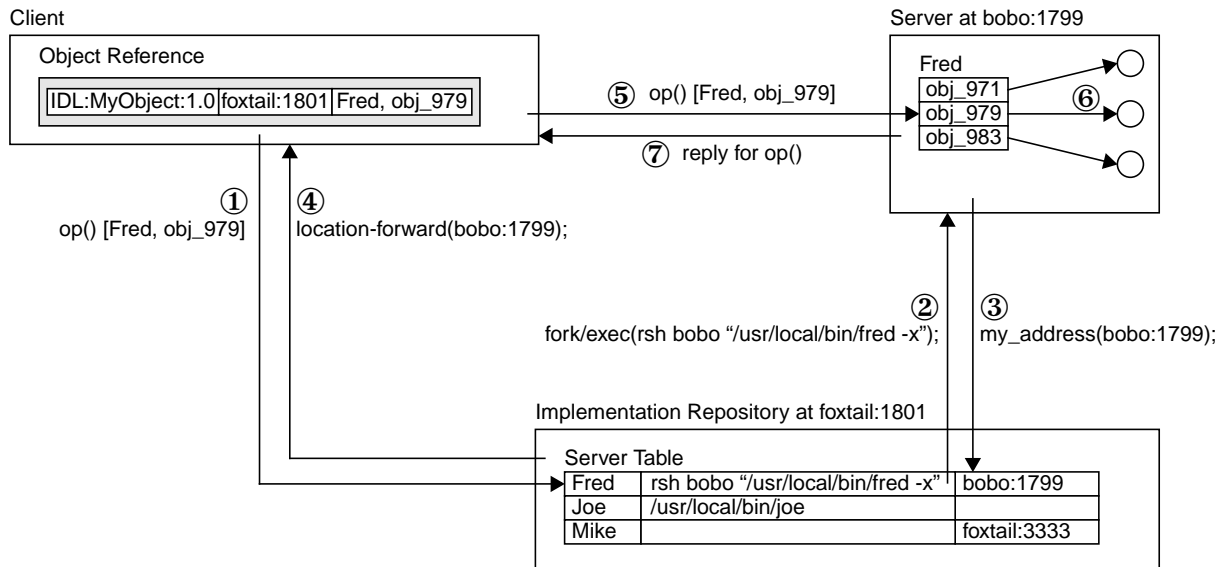 Client
Server at bobo:1799
Object Reference
IDL:MyObject:1.0 foxtail:1801 Fred, obj_979
Fred
obj_971
obj_979
obj_983
⑤ op() [Fred, obj_979]
⑥
⑦ reply for op()
① op() [Fred, obj_979]
④ location-forward(bobo:1799);
② fork/exec(rsh bobo “/usr/local/bin/fred -x”);
③ my_address(bobo:1799);
Implementation Repository at foxtail:1801
Server Table
Fred rsh bobo “/usr/local/bin/fred -x” bobo:1799
Joe /usr/local/bin/joe
Mike foxtail:3333